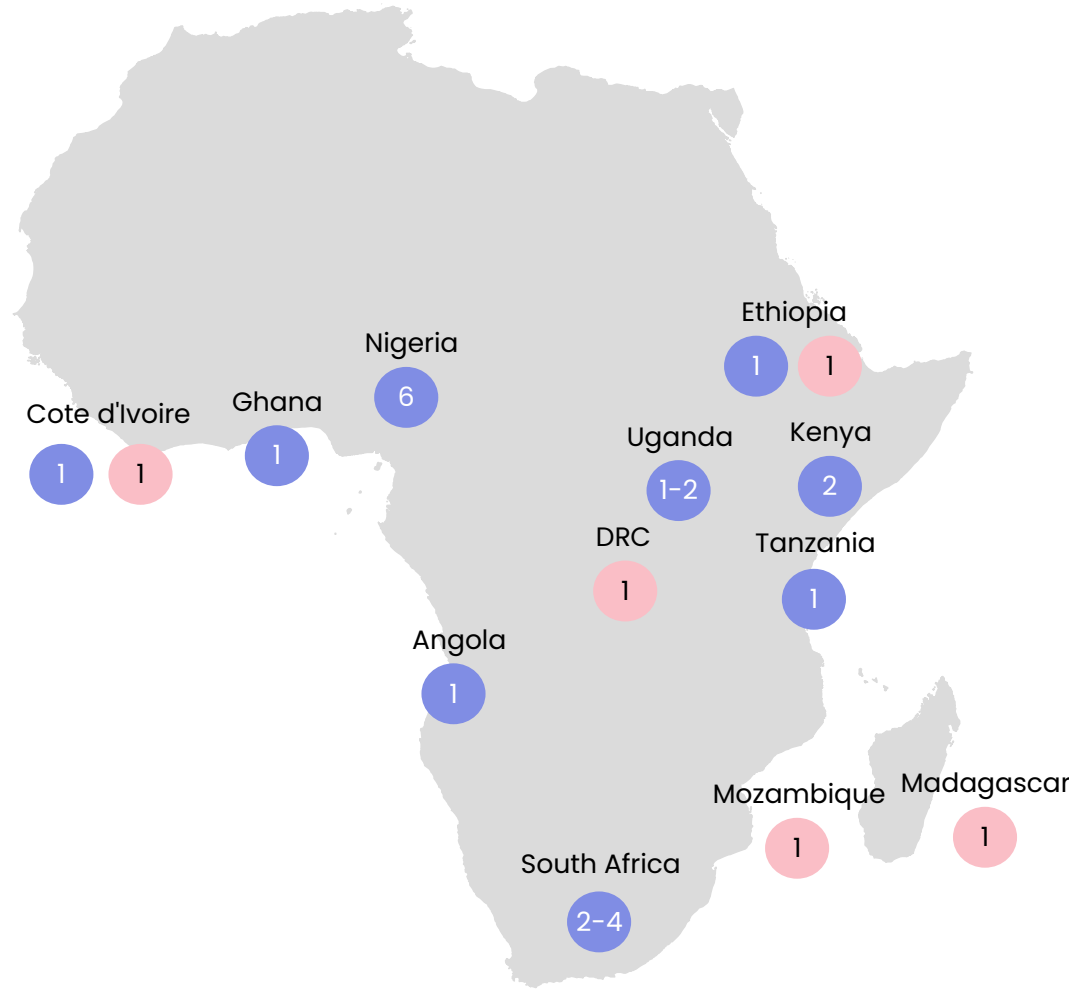 Ethiopia
1 1
Nigeria
6
Ghana
1
Cote d'Ivoire
1 1
Uganda
1-2
Kenya
2
DRC
1
Tanzania
1
Angola
1
Mozambique
1
Madagascar
1
South Africa
2-4